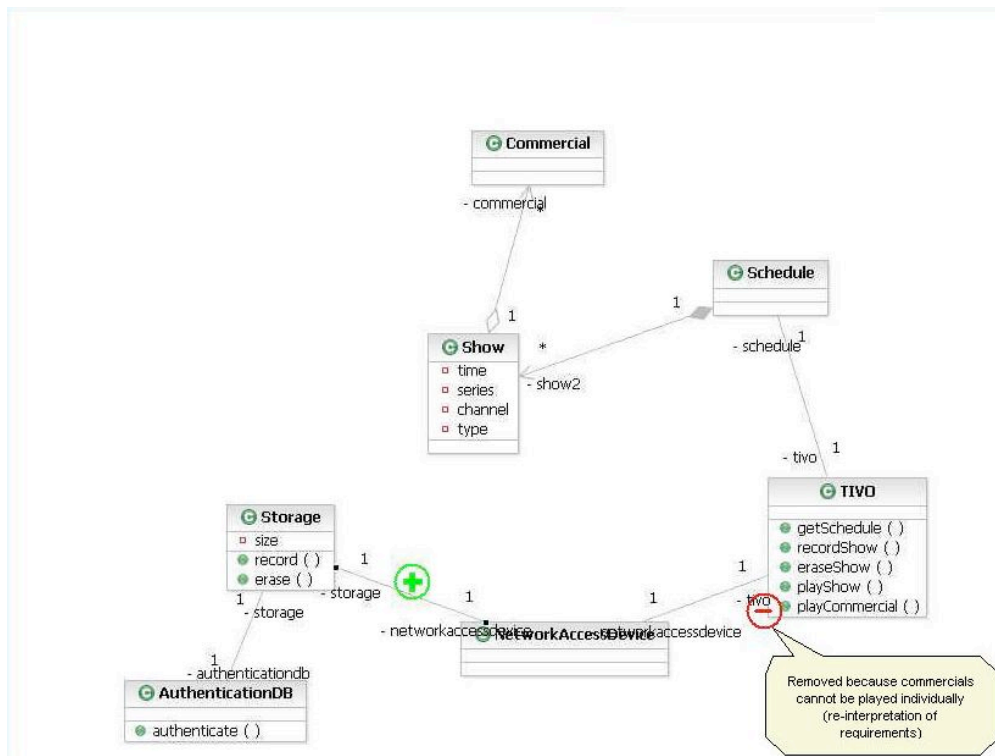 Commercial
- commercial
*
1
Show
time
series
channel
type
Schedule
1
*
- show2
- schedule
1
1
- tivo
TIVO
getSchedule ( )
recordShow ( )
eraseShow ( )
playShow ( )
playCommercial ( )
Storage
size
record ( )
erase ( )
1
- storage
1
- networkaccessdevice
NetworkAccessDevice
1
networkaccessdevice
1
- tivo
1
- storage
1
- authenticationdb
AuthenticationDB
authenticate ( )
Removed because commercials
cannot be played individually
(re-interpretation of
requirements)